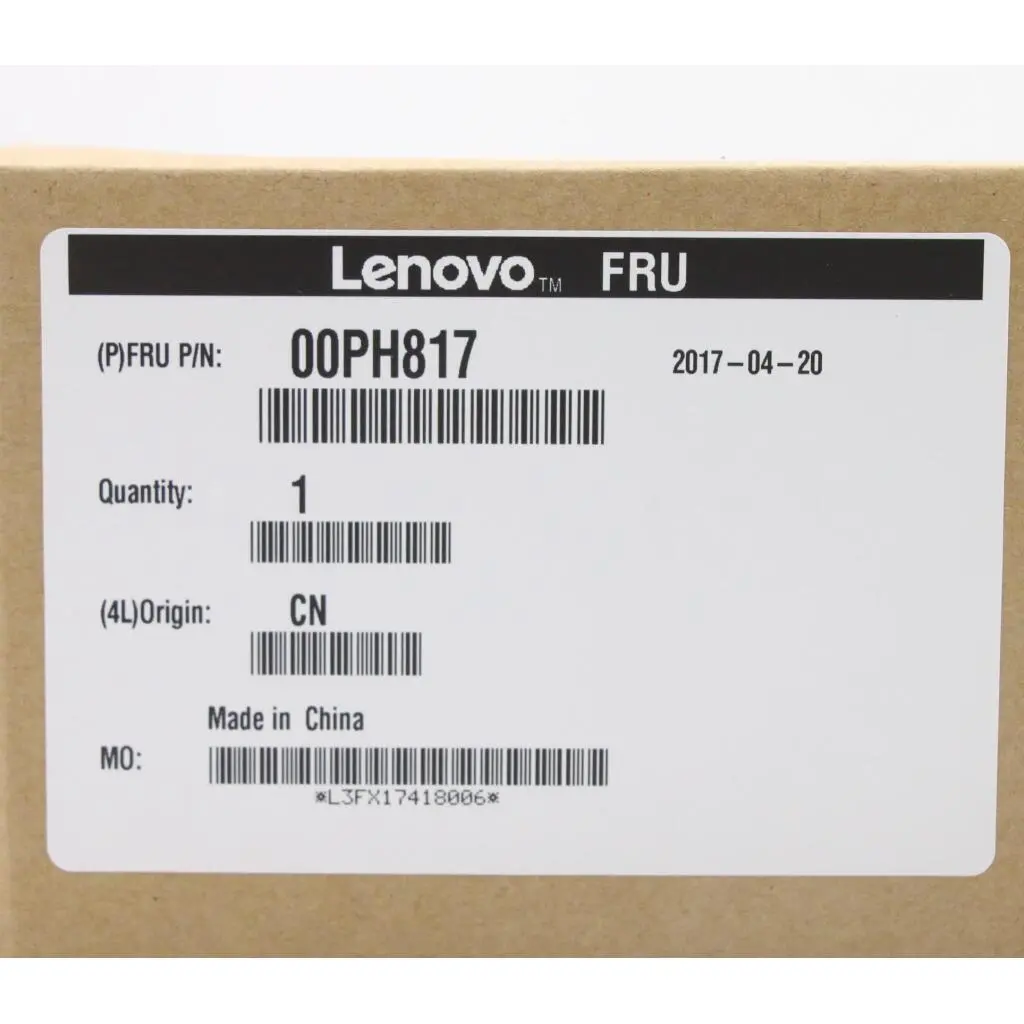 Lenovo™ FRU
(P)FRU P/N: 00PH817 2017-04-20
Quantity: 1
(4L)Origin: CN
Made in China
MO:
*L3FX17418006*